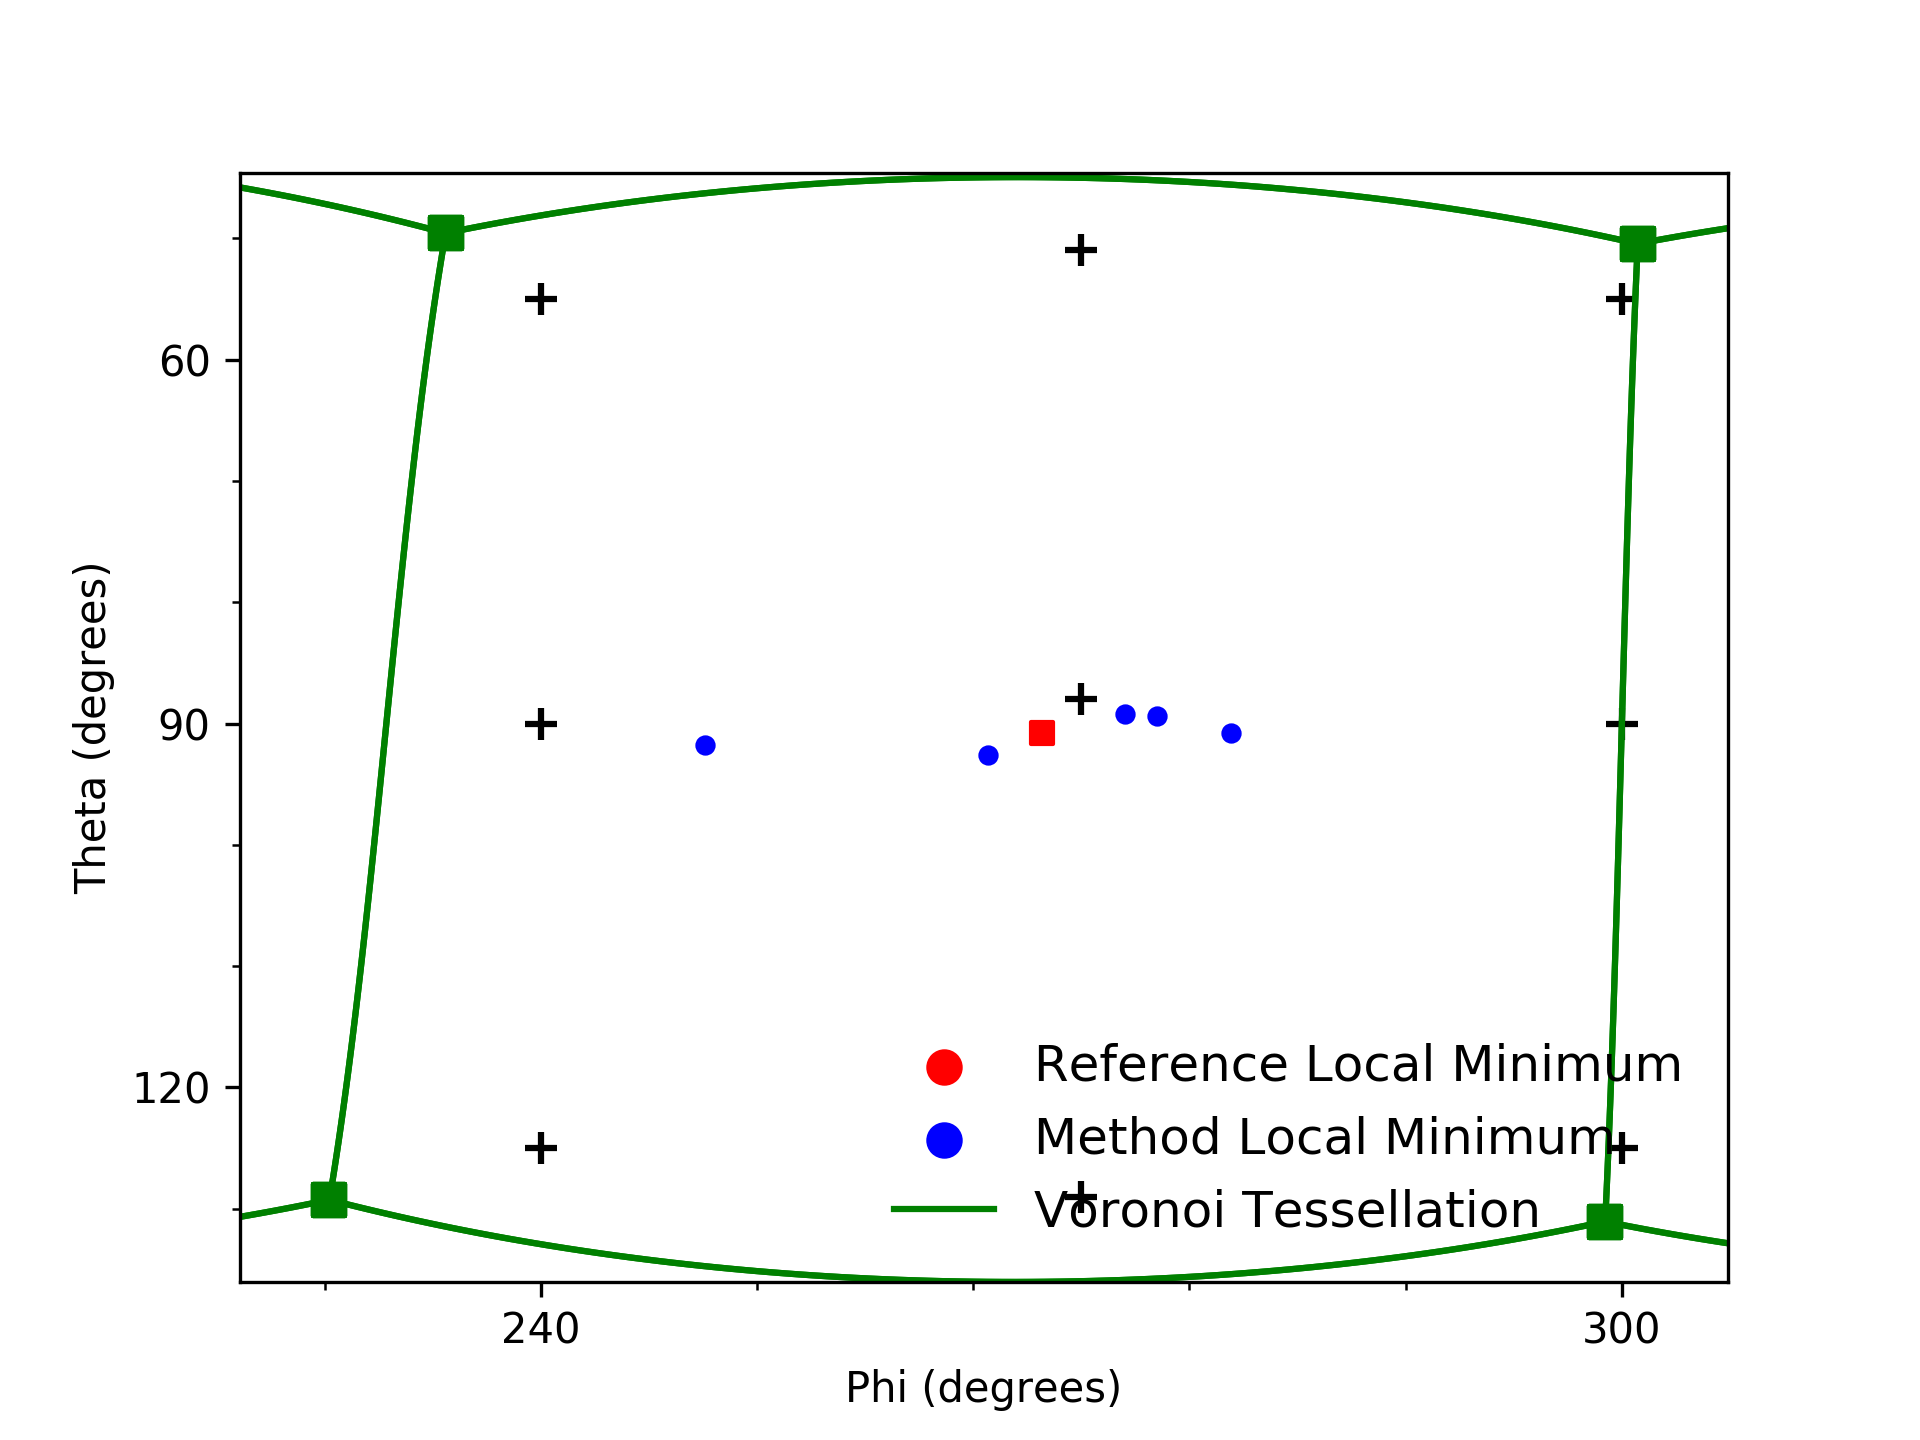 60
90
120
Theta (degrees)
Reference Local Minimum
Method Local Minimum
Voronoi Tessellation
240
300
Phi (degrees)